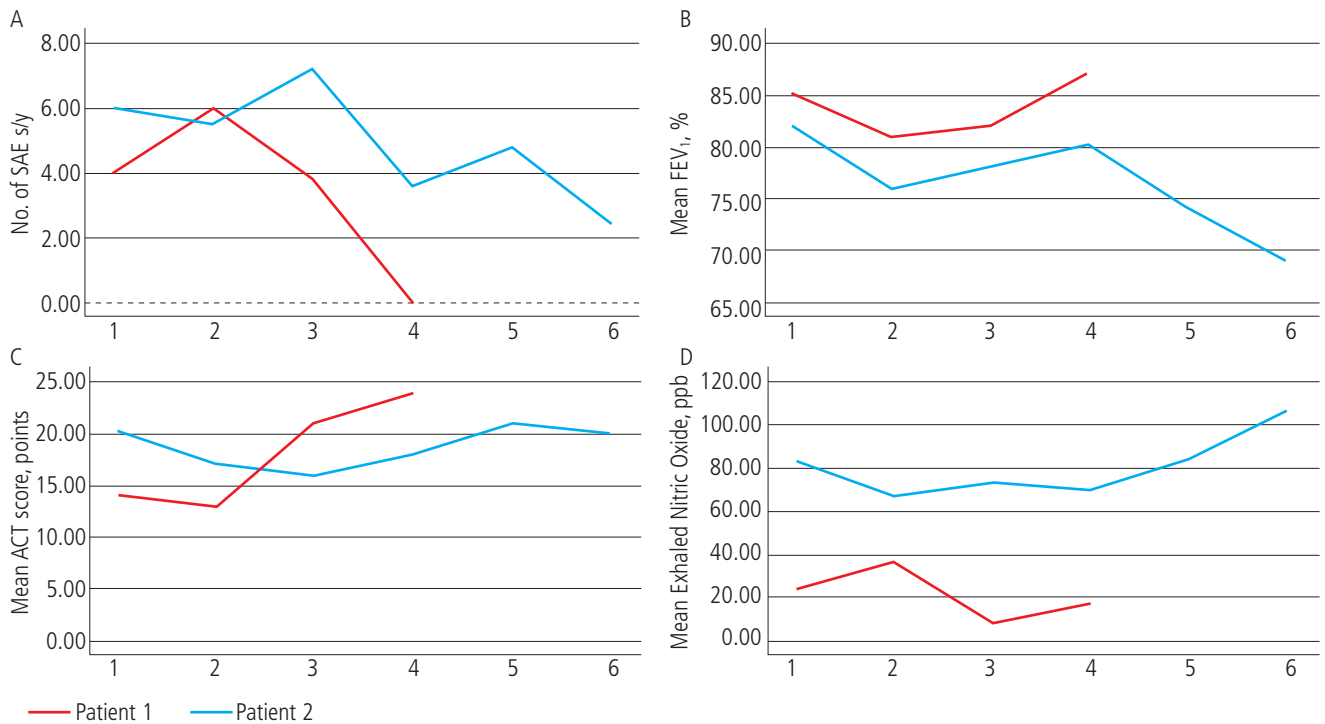 A
No. of SAE s/y
8.00
6.00
4.00
2.00
0.00
1 2 3 4 5 6
B
Mean FEV₁, %
90.00
85.00
80.00
75.00
70.00
65.00
1 2 3 4 5 6
C
Mean ACT score, points
25.00
20.00
15.00
10.00
5.00
0.00
1 2 3 4 5 6
D
Mean Exhaled Nitric Oxide, ppb
120.00
100.00
80.00
60.00
40.00
20.00
0.00
1 2 3 4 5 6
Patient 1 Patient 2